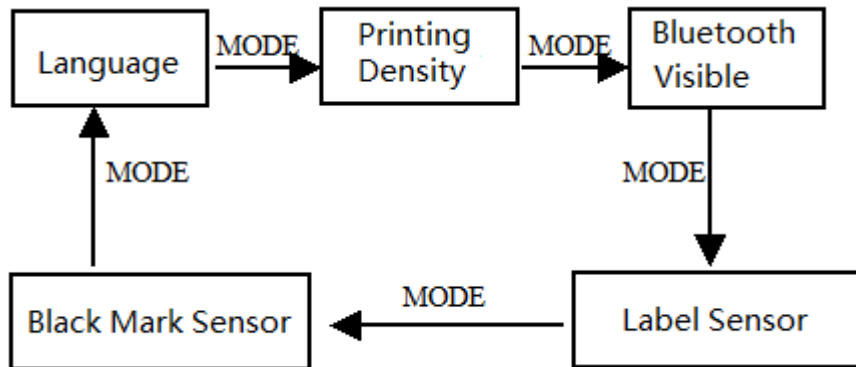 Language
MODE
Printing
Density
MODE
Bluetooth
Visible
MODE
Label Sensor
MODE
Black Mark Sensor
MODE